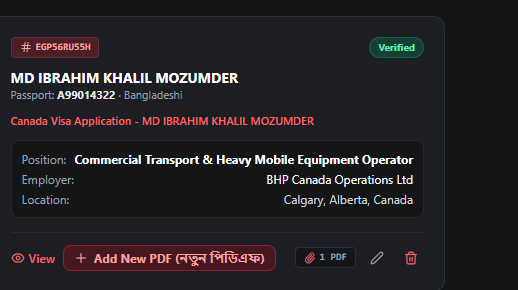 # EGP56RU55H
Verified
MD IBRAHIM KHALIL MOZUMDER
Passport: A99014322 · Bangladeshi
Canada Visa Application - MD IBRAHIM KHALIL MOZUMDER
Position: Commercial Transport & Heavy Mobile Equipment Operator
Employer: BHP Canada Operations Ltd
Location: Calgary, Alberta, Canada
View
+ Add New PDF (নতুন পিডিএফ)
1 PDF